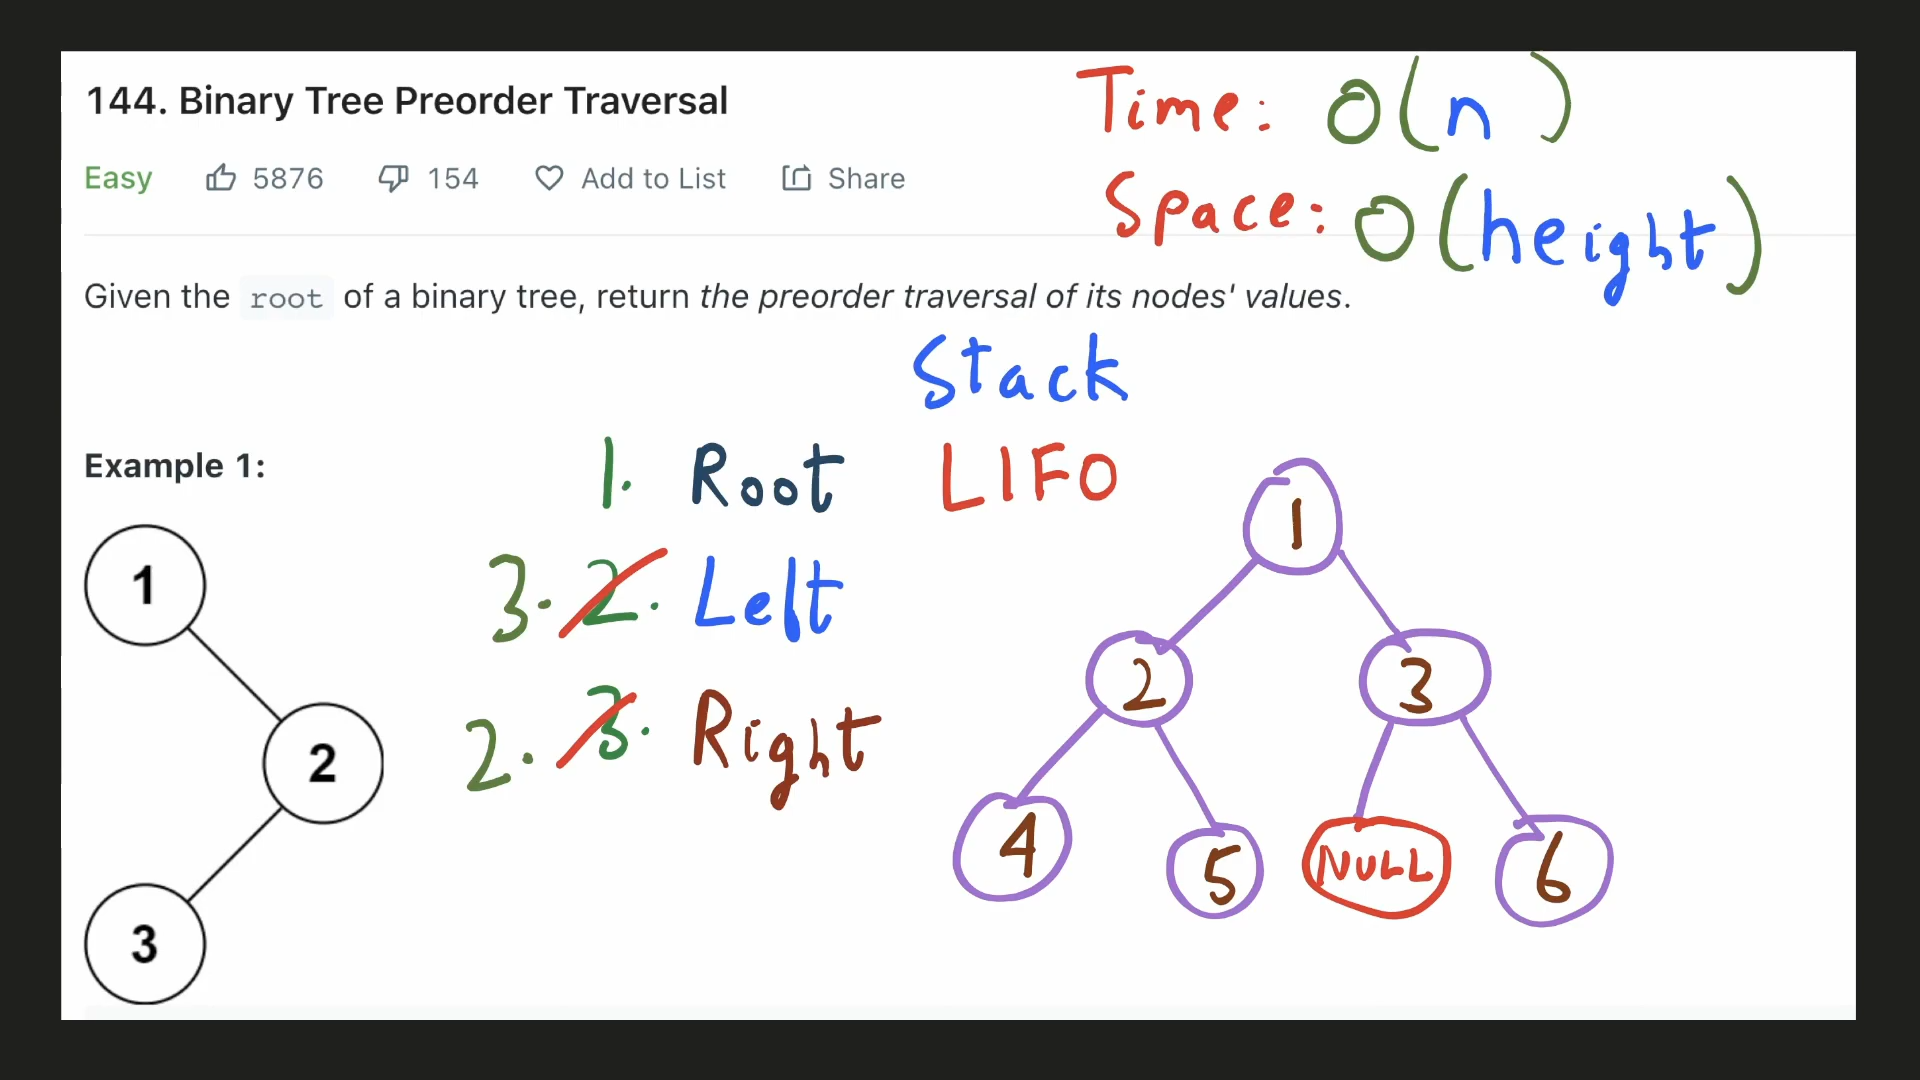 144. Binary Tree Preorder Traversal
Time: O(n)
Easy 5876 154 Add to List Share
Space: O(height)
Given the root of a binary tree, return the preorder traversal of its nodes' values.
Stack
LIFO
Example 1:
1. Root
3. 2. Left
2. 3. Right
1
2
3
1
2 3
4 5 NULL 6